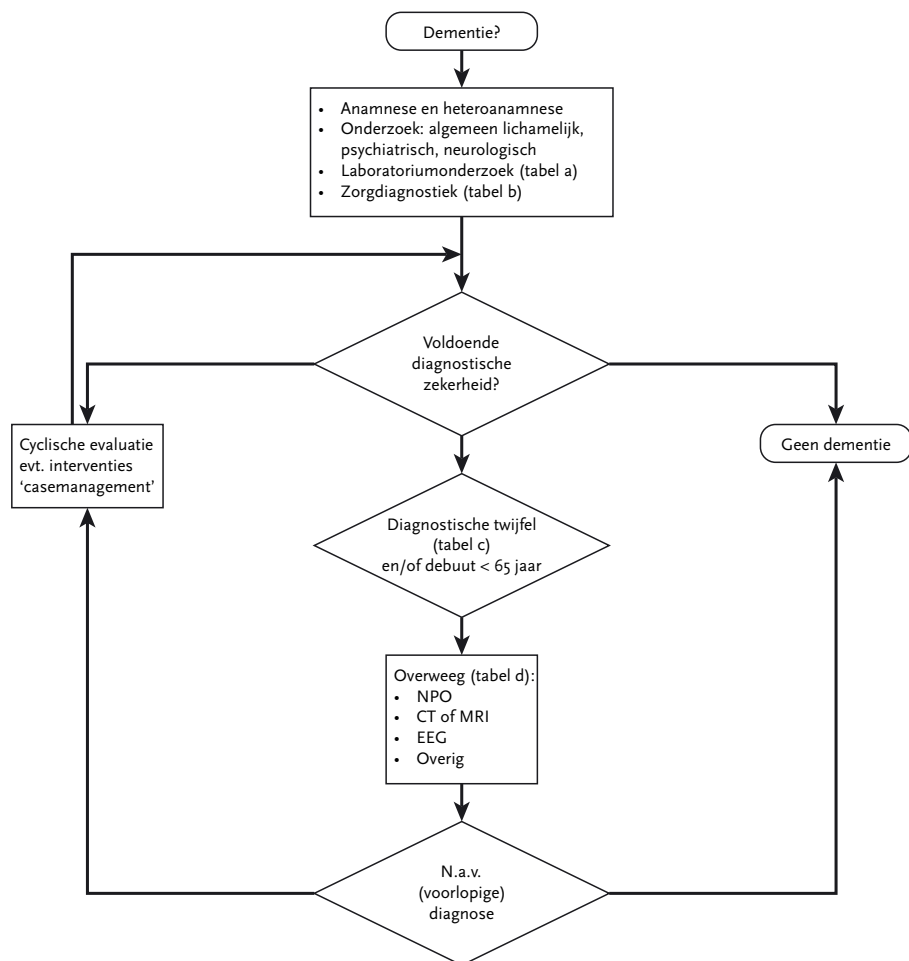 Dementie?
• Anamnese en heteroanamnese
• Onderzoek: algemeen lichamelijk,
psychiatrisch, neurologisch
• Laboratoriumonderzoek (tabel a)
• Zorgdiagnostiek (tabel b)
Voldoende
diagnostische
zekerheid?
Cyclische evaluatie
evt. interventies
‘casemanagement’
Geen dementie
Diagnostische twijfel
(tabel c)
en/of debuut < 65 jaar
Overweeg (tabel d):
• NPO
• CT of MRI
• EEG
• Overig
N.a.v.
(voorlopige)
diagnose